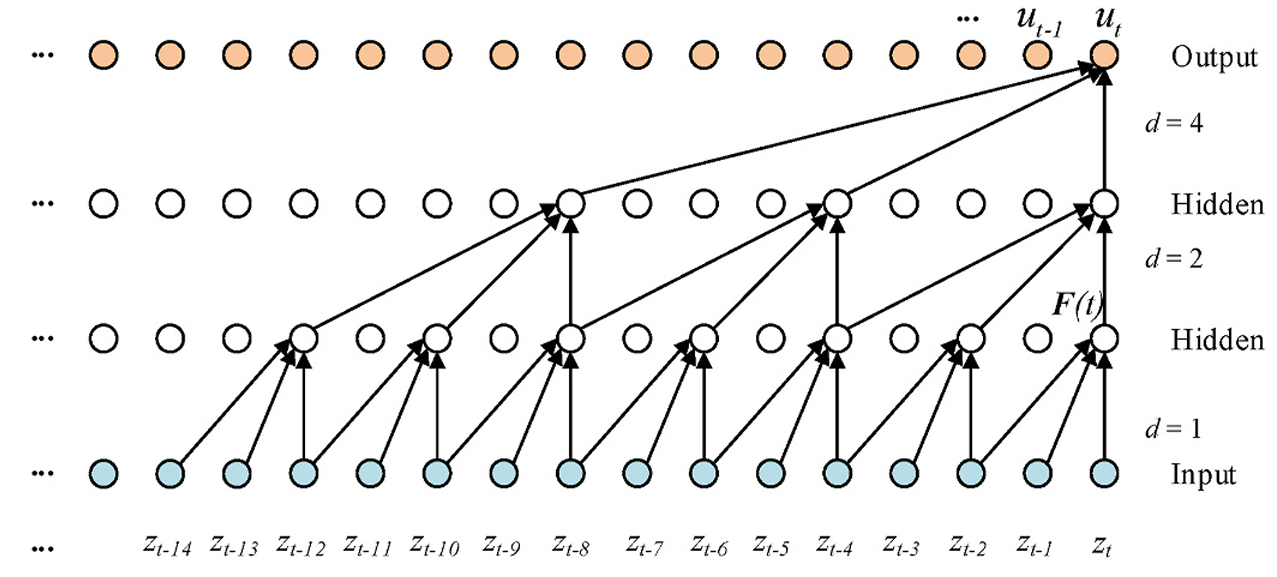 ... u_{t-1} u_t
... Output
d = 4
... Hidden
d = 2
F(t)
... Hidden
d = 1
... Input
... z_{t-14} z_{t-13} z_{t-12} z_{t-11} z_{t-10} z_{t-9} z_{t-8} z_{t-7} z_{t-6} z_{t-5} z_{t-4} z_{t-3} z_{t-2} z_{t-1} z_t